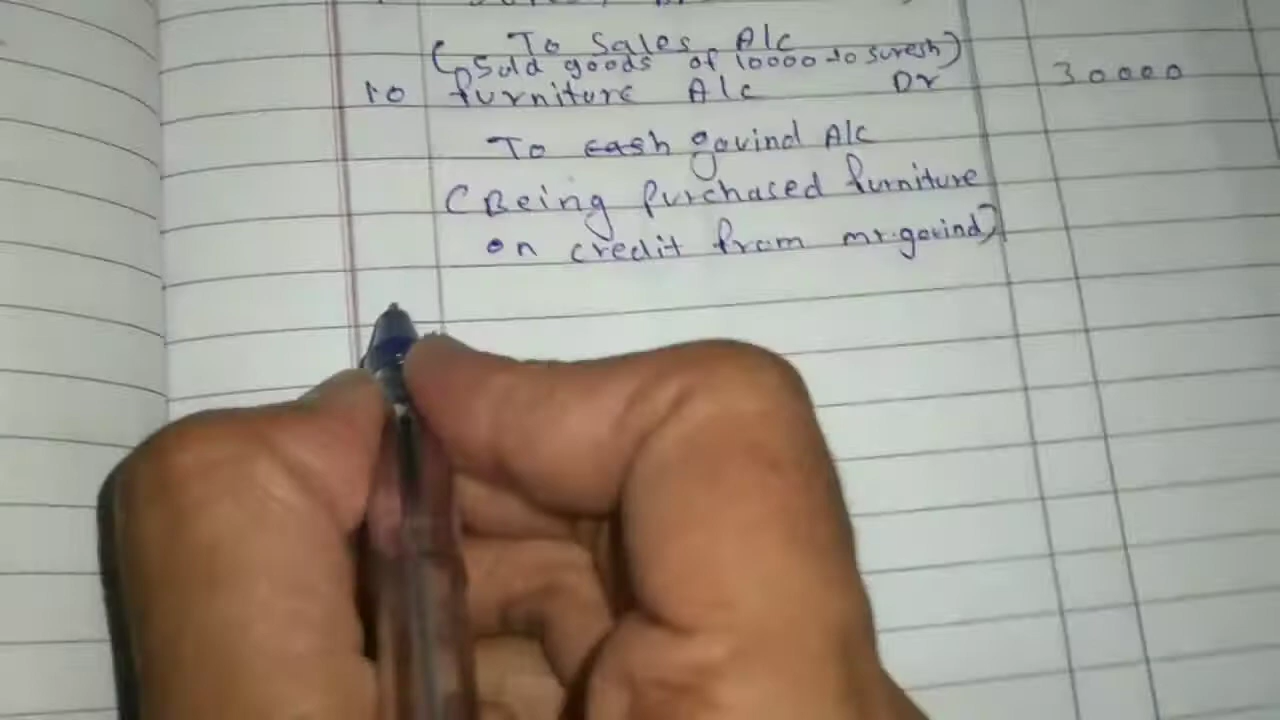 To Sales A/c
(Sold goods of 10000 to suresh)
10 furniture A/c Dr 30000
To cash govind A/c
(Being purchased furniture
on credit from mr.govind)